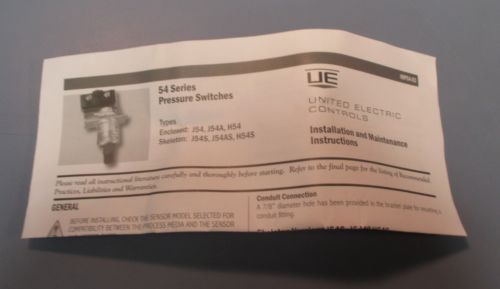 54 Series
Pressure Switches
Types
Enclosed: J54, J54A, H54
Skeleton: J54S, J54AS, H54S
UE
UNITED ELECTRIC
CONTROLS
Installation and Maintenance
Instructions
Please read all instructional literature carefully and thoroughly before starting. Refer to the final page for the listing of Recommended
Practices, Liabilities and Warranties.
GENERAL
BEFORE INSTALLING, CHECK THE SENSOR MODEL SELECTED FOR
COMPATIBILITY BETWEEN THE PROCESS MEDIA AND THE SENSOR
Conduit Connection
A 7/8" diameter hole has been provided in the bracket plate for mounting a
conduit fitting.